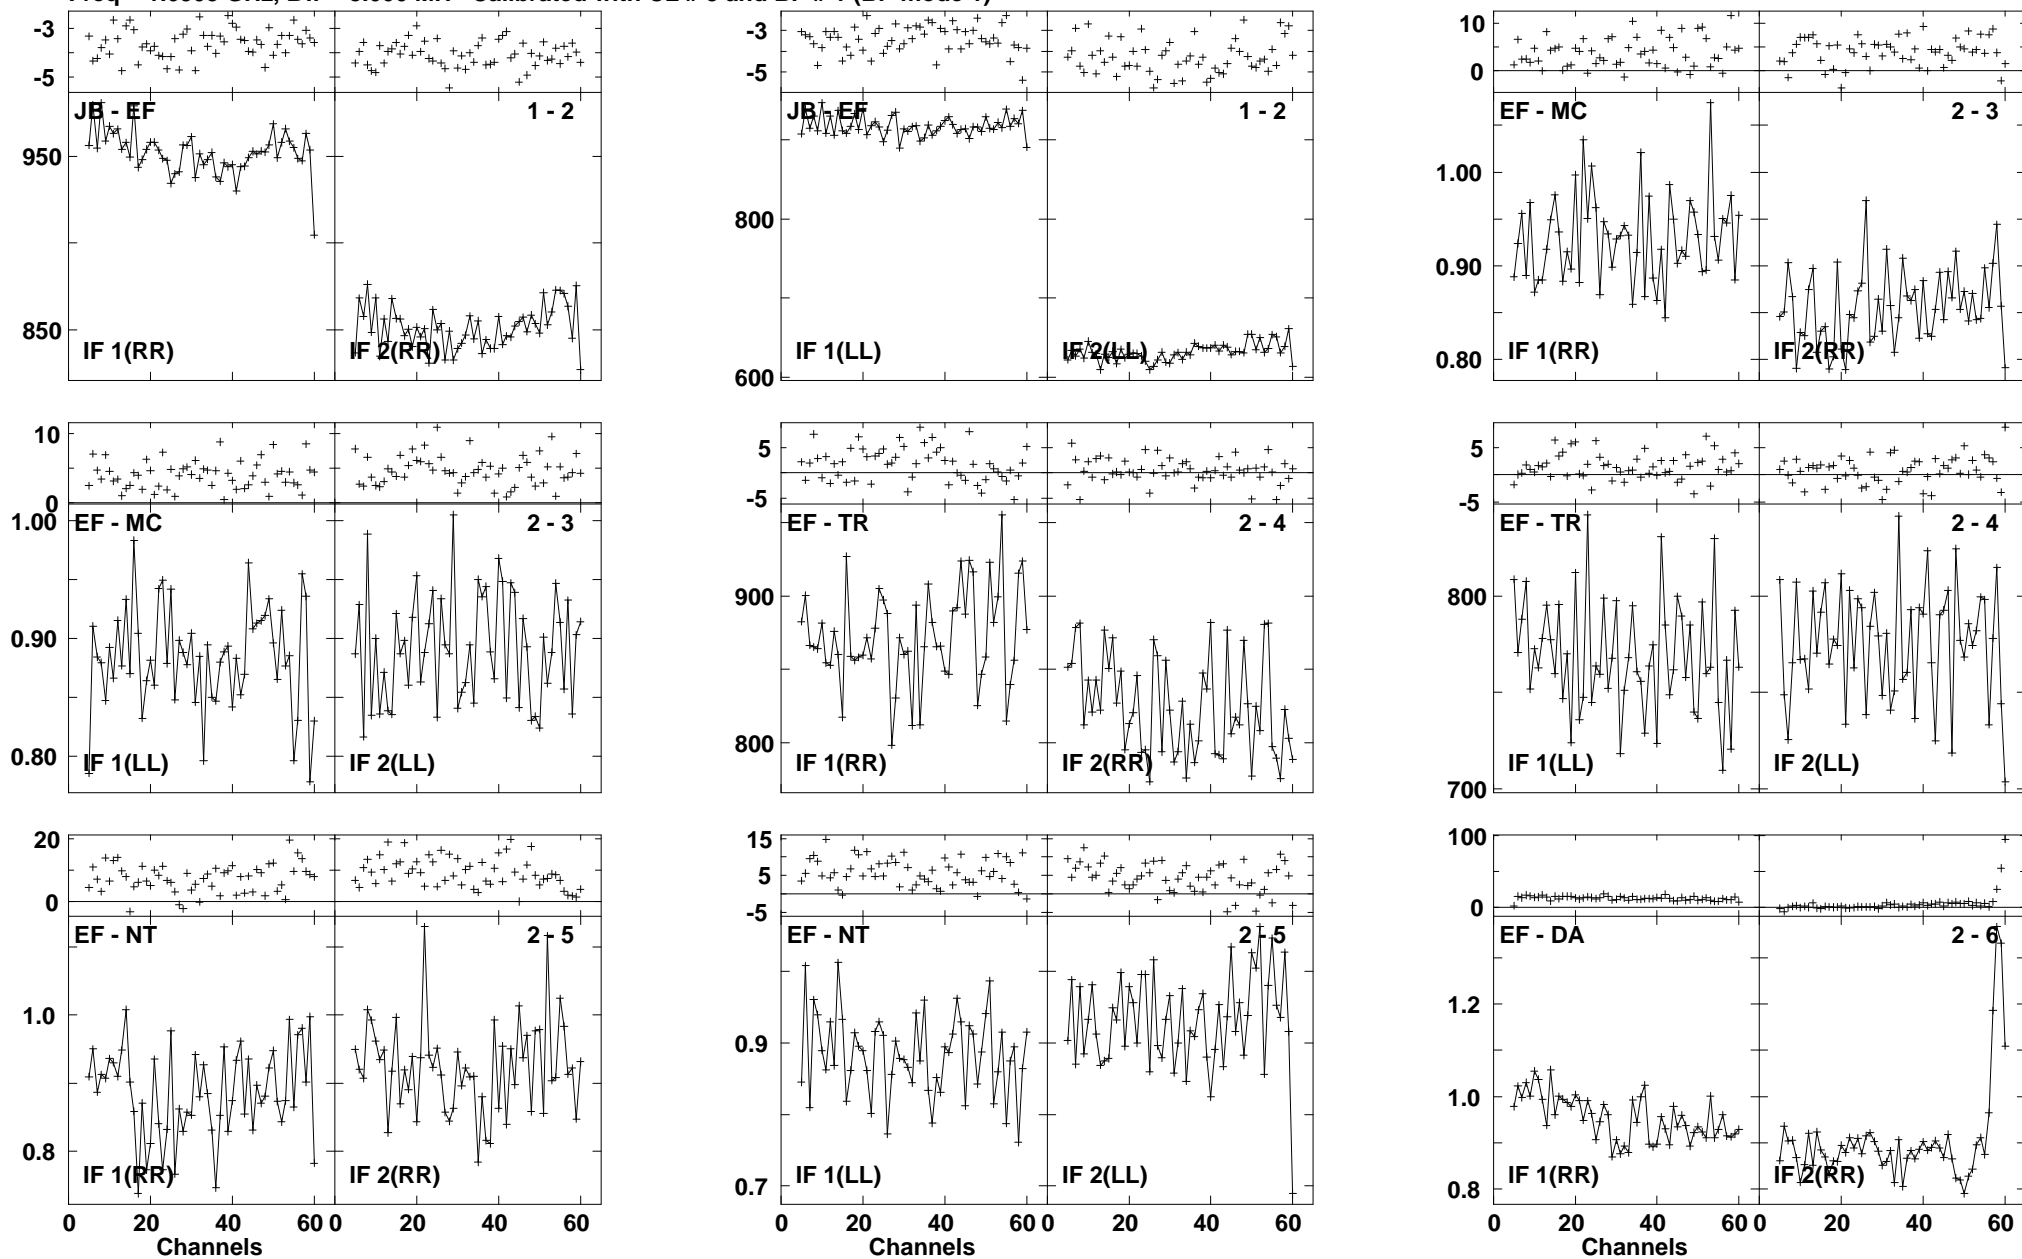 -3
-5
JB - EF
1 - 2
950
850
IF 1(RR)
IF 2(RR)
-3
-5
JB - EF
1 - 2
800
600
IF 1(LL)
IF 2(LL)
10
0
EF - MC
2 - 3
1.00
0.90
0.80
IF 1(RR)
IF 2(RR)
10
0
EF - MC
2 - 3
1.00
0.90
0.80
IF 1(LL)
IF 2(LL)
5
-5
EF - TR
2 - 4
900
800
IF 1(RR)
IF 2(RR)
5
-5
EF - TR
2 - 4
800
700
IF 1(LL)
IF 2(LL)
20
0
EF - NT
2 - 5
1.0
0.8
IF 1(RR)
IF 2(RR)
0 20 40 60 0 20 40 60
Channels
15
5
-5
EF - NT
2 - 5
0.9
0.7
IF 1(LL)
IF 2(LL)
0 20 40 60 0 20 40 60
Channels
100
0
EF - DA
2 - 6
1.2
1.0
0.8
IF 1(RR)
IF 2(RR)
0 20 40 60 0 20 40 60
Channels